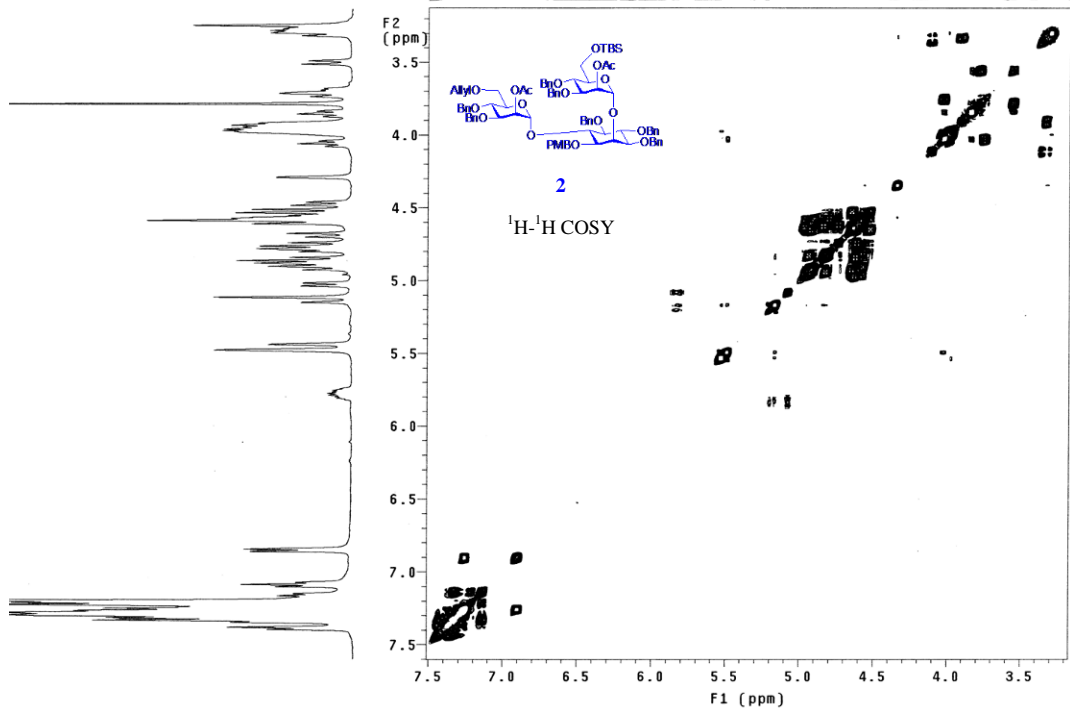 F2
(ppm)
3.5
4.0
4.5
5.0
5.5
6.0
6.5
7.0
7.5
OTBS
OAc
BnO
BnO
O
AllylO
OAc
BnO
BnO
O
O
BnO
OBn
O
PMBO
OBn
2
¹H-¹H COSY
7.5 7.0 6.5 6.0 5.5 5.0 4.5 4.0 3.5
F1 (ppm)